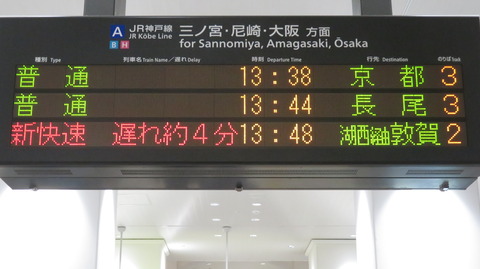 A JR神戸線 三ノ宮・尼崎・大阪 方面
B H JR Kōbe Line for Sannomiya, Amagasaki, Ōsaka
種別 Type 列車名 Train Name / 遅れ Delay 時刻 Departure Time 行先 Destination のりば Track
普通 13:38 京都 3
普通 13:44 長尾 3
新快速 遅れ約4分 13:48 湖西線経由敦賀 2